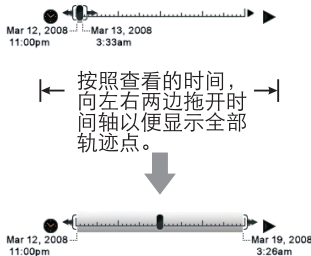 Mar 12, 2008 Mar 13, 2008
11:00pm 3:33am
按照查看的时间，
向左右两边拖开时
间轴以便显示全部
轨迹点。
Mar 12, 2008 Mar 19, 2008
11:00pm 3:26am